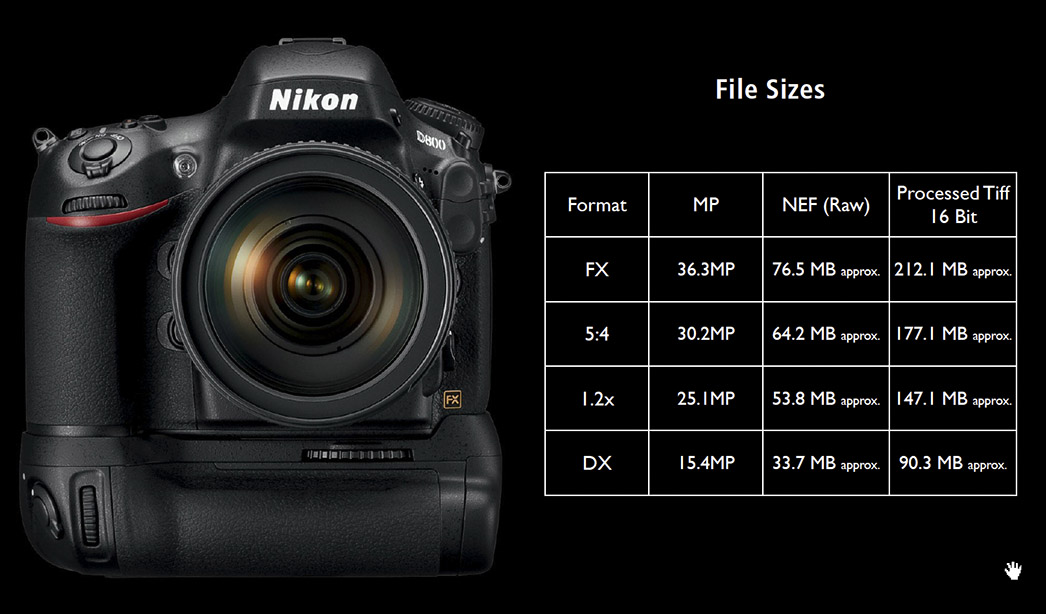 Nikon
D800
FX
File Sizes
Format MP NEF (Raw) Processed Tiff
16 Bit
FX 36.3MP 76.5 MB approx. 212.1 MB approx.
5:4 30.2MP 64.2 MB approx. 177.1 MB approx.
1.2x 25.1MP 53.8 MB approx. 147.1 MB approx.
DX 15.4MP 33.7 MB approx. 90.3 MB approx.